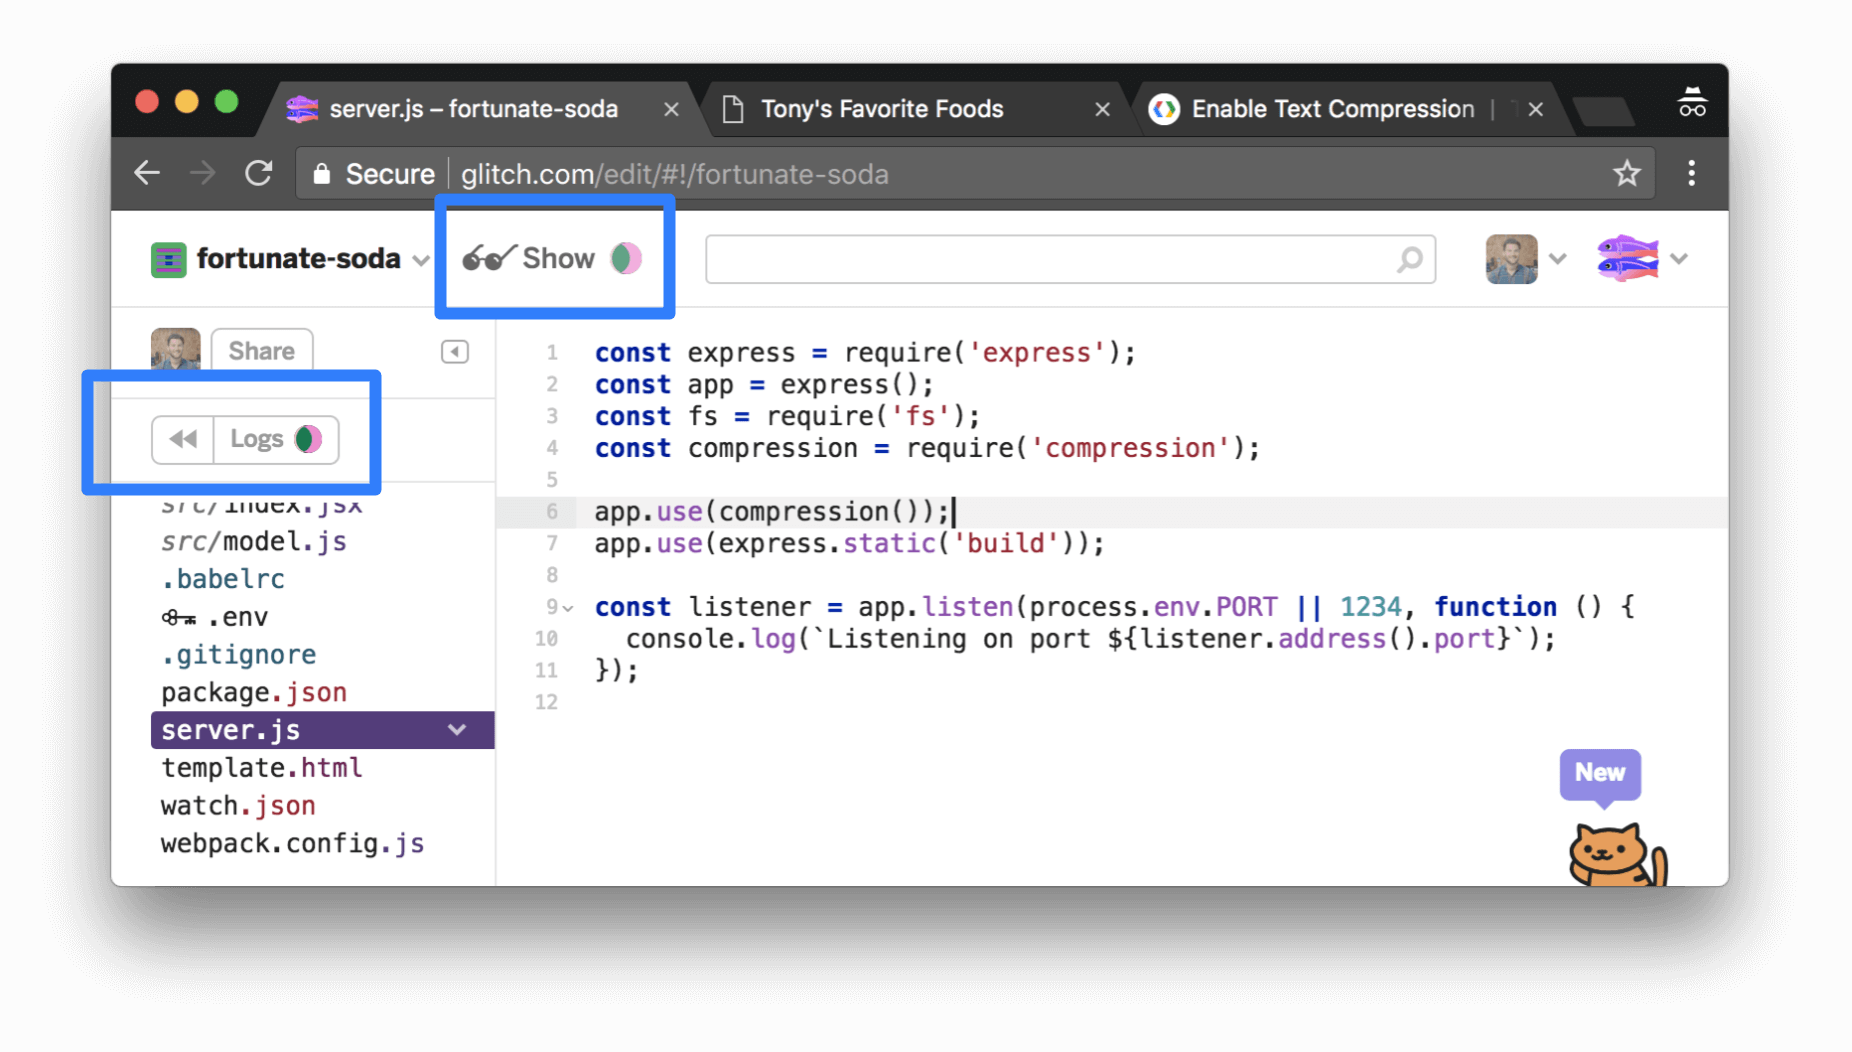 server.js – fortunate-soda
Tony's Favorite Foods
Enable Text Compression
Secure glitch.com/edit/#!/fortunate-soda
fortunate-soda
Show
Share
Logs
src/index.jsx
src/model.js
.babelrc
.env
.gitignore
package.json
server.js
template.html
watch.json
webpack.config.js
1 const express = require('express');
2 const app = express();
3 const fs = require('fs');
4 const compression = require('compression');
5
6 app.use(compression());
7 app.use(express.static('build'));
8
9 const listener = app.listen(process.env.PORT || 1234, function () {
10 console.log(`Listening on port ${listener.address().port}`);
11 });
12
New